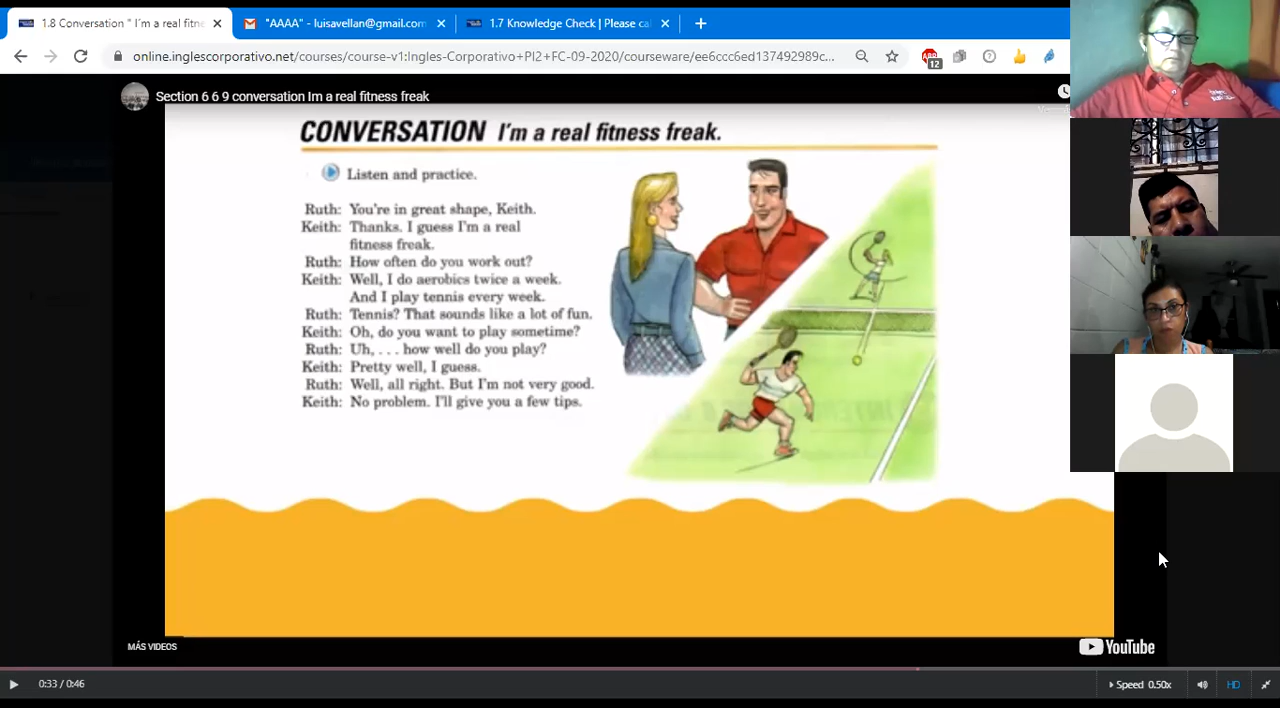 1.8 Conversation " I´m a real fitn
"AAAA" - luisavellan@gmail.com
1.7 Knowledge Check | Please ca
online.inglescorporativo.net/courses/course-v1:Ingles-Corporativo+PI2+FC-09-2020/courseware/ee6ccc6ed137492989c...
12
Section 6 6 9 conversation Im a real fitness freak
CONVERSATION I'm a real fitness freak.
Listen and practice.
Ruth: You're in great shape, Keith.
Keith: Thanks. I guess I'm a real
fitness freak.
Ruth: How often do you work out?
Keith: Well, I do aerobics twice a week.
And I play tennis every week.
Ruth: Tennis? That sounds like a lot of fun.
Keith: Oh, do you want to play sometime?
Ruth: Uh, . . . how well do you play?
Keith: Pretty well, I guess.
Ruth: Well, all right. But I'm not very good.
Keith: No problem. I'll give you a few tips.
MÁS VIDEOS
YouTube
0:33 / 0:46
Speed 0.50x
HD